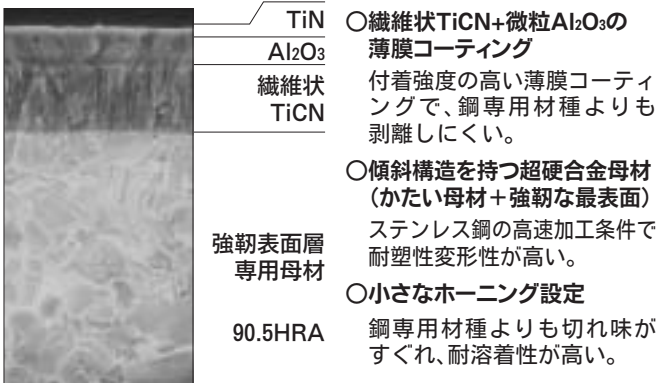 TiN
Al2O3
繊維状
TiCN
強靭表面層
専用母材
90.5HRA
○繊維状TiCN+微粒Al2O3の
薄膜コーティング
付着強度の高い薄膜コーティ
ングで、鋼専用材種よりも
剥離しにくい。
○傾斜構造を持つ超硬合金母材
（かたい母材＋強靭な最表面）
ステンレス鋼の高速加工条件で
耐塑性変形性が高い。
○小さなホーニング設定
鋼専用材種よりも切れ味が
すぐれ、耐溶着性が高い。